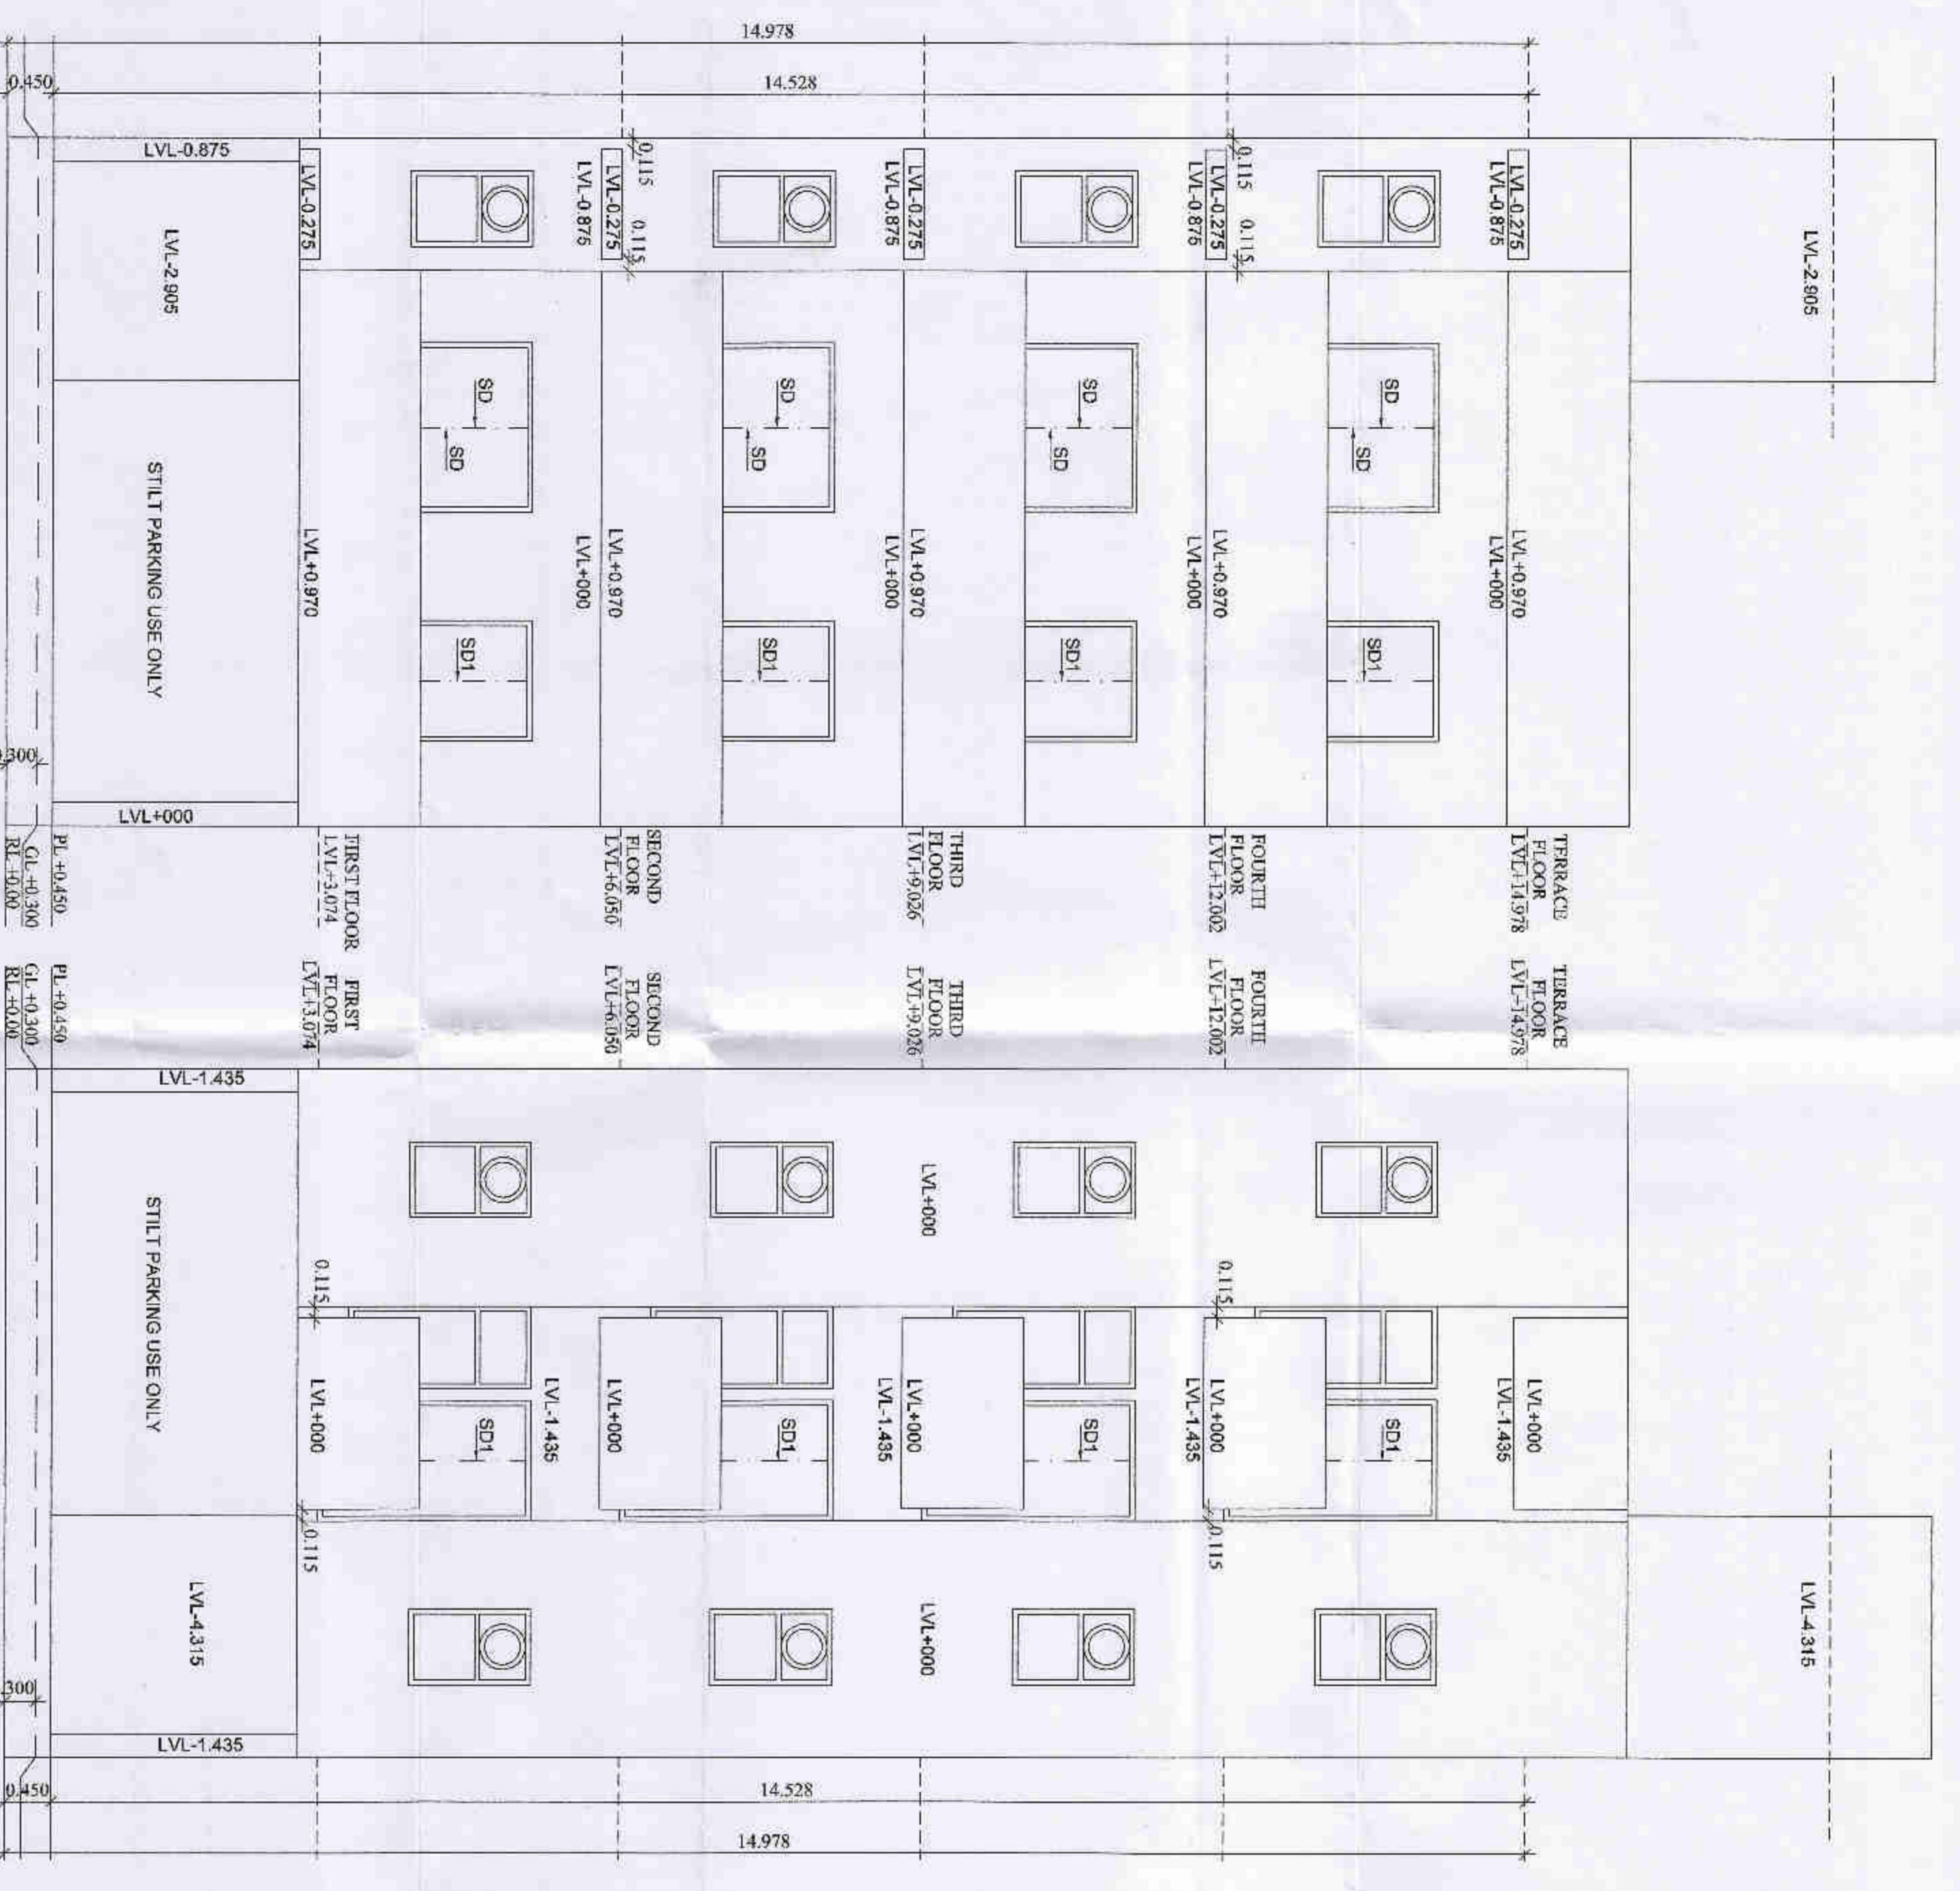 14.978
14.528
0.450
LVL-0.875
LVL-2.905
STILT PARKING USE ONLY
LVL+000
LVL-0.275
LVL+0.970
LVL-0.875
LVL-0.275
0.115
0.115
LVL+000
LVL+0.970
LVL-0.875
LVL-0.275
LVL+000
LVL+0.970
LVL-0.875
LVL-0.275
0.115
0.115
LVL+000
LVL+0.970
LVL-0.875
LVL-0.275
LVL+000
LVL+0.970
LVL-2.905
SD
SD
SD1
SD
SD
SD1
SD
SD
SD1
SD
SD
SD1
PL +0.450
GL +0.300
RL +0.00
FIRST FLOOR
LVL+3.074
SECOND
FLOOR
LVL+6.050
THIRD
FLOOR
LVL+9.026
FOURTH
FLOOR
LVL+12.002
TERRACE
FLOOR
LVL+14.978
PL +0.450
GL +0.300
RL +0.00
FIRST
FLOOR
LVL+3.074
SECOND
FLOOR
LVL+6.050
THIRD
FLOOR
LVL+9.026
FOURTH
FLOOR
LVL+12.002
TERRACE
FLOOR
LVL+14.978
LVL-1.435
STILT PARKING USE ONLY
LVL-4.315
LVL-1.435
LVL+000
LVL+000
0.115
0.115
LVL+000
LVL-1.435
LVL+000
LVL-1.435
LVL+000
0.115
0.115
LVL-1.435
LVL+000
LVL-1.435
LVL+000
SD1
SD1
SD1
SD1
LVL-4.315
0.450
14.528
14.978